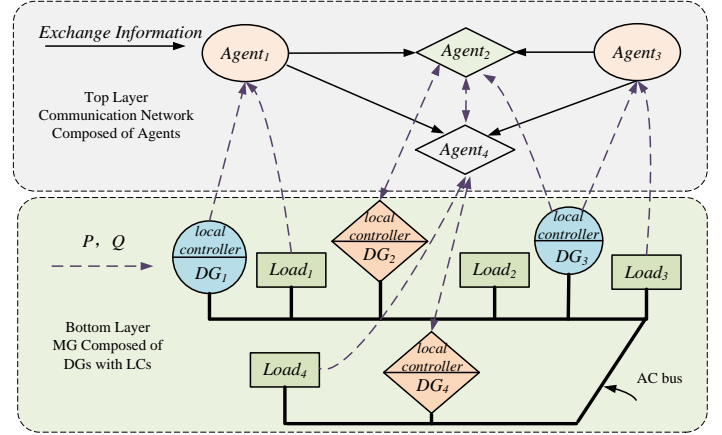 Exchange Information
Agent1
Agent2
Agent3
Top Layer
Communication Network
Composed of Agents
Agent4
P, Q
local
controller
DG1
Load1
local
controller
DG2
Load2
local
controller
DG3
Load3
Bottom Layer
MG Composed of
DGs with LCs
Load4
local
controller
DG4
AC bus